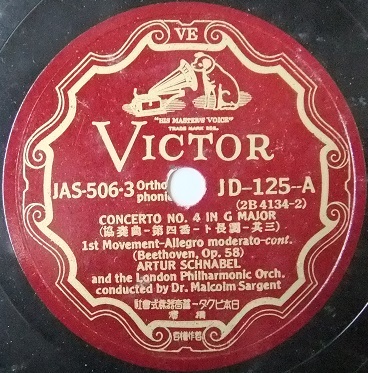 VE
"HIS MASTER'S VOICE"
TRADE MARK REG.
VICTOR
JAS-506-3 Orthophonic JD-125-A
(2B 4134-2)
CONCERTO NO. 4 IN G MAJOR
(協奏曲-第四番-ト長調-其三)
1st Movement-Allegro moderato-cont.
(Beethoven, Op. 58)
ARTUR SCHNABEL
and the London Philharmonic Orch.
conducted by Dr. Malcolm Sargent
日本ビクター蓄音器株式會社
橫濱